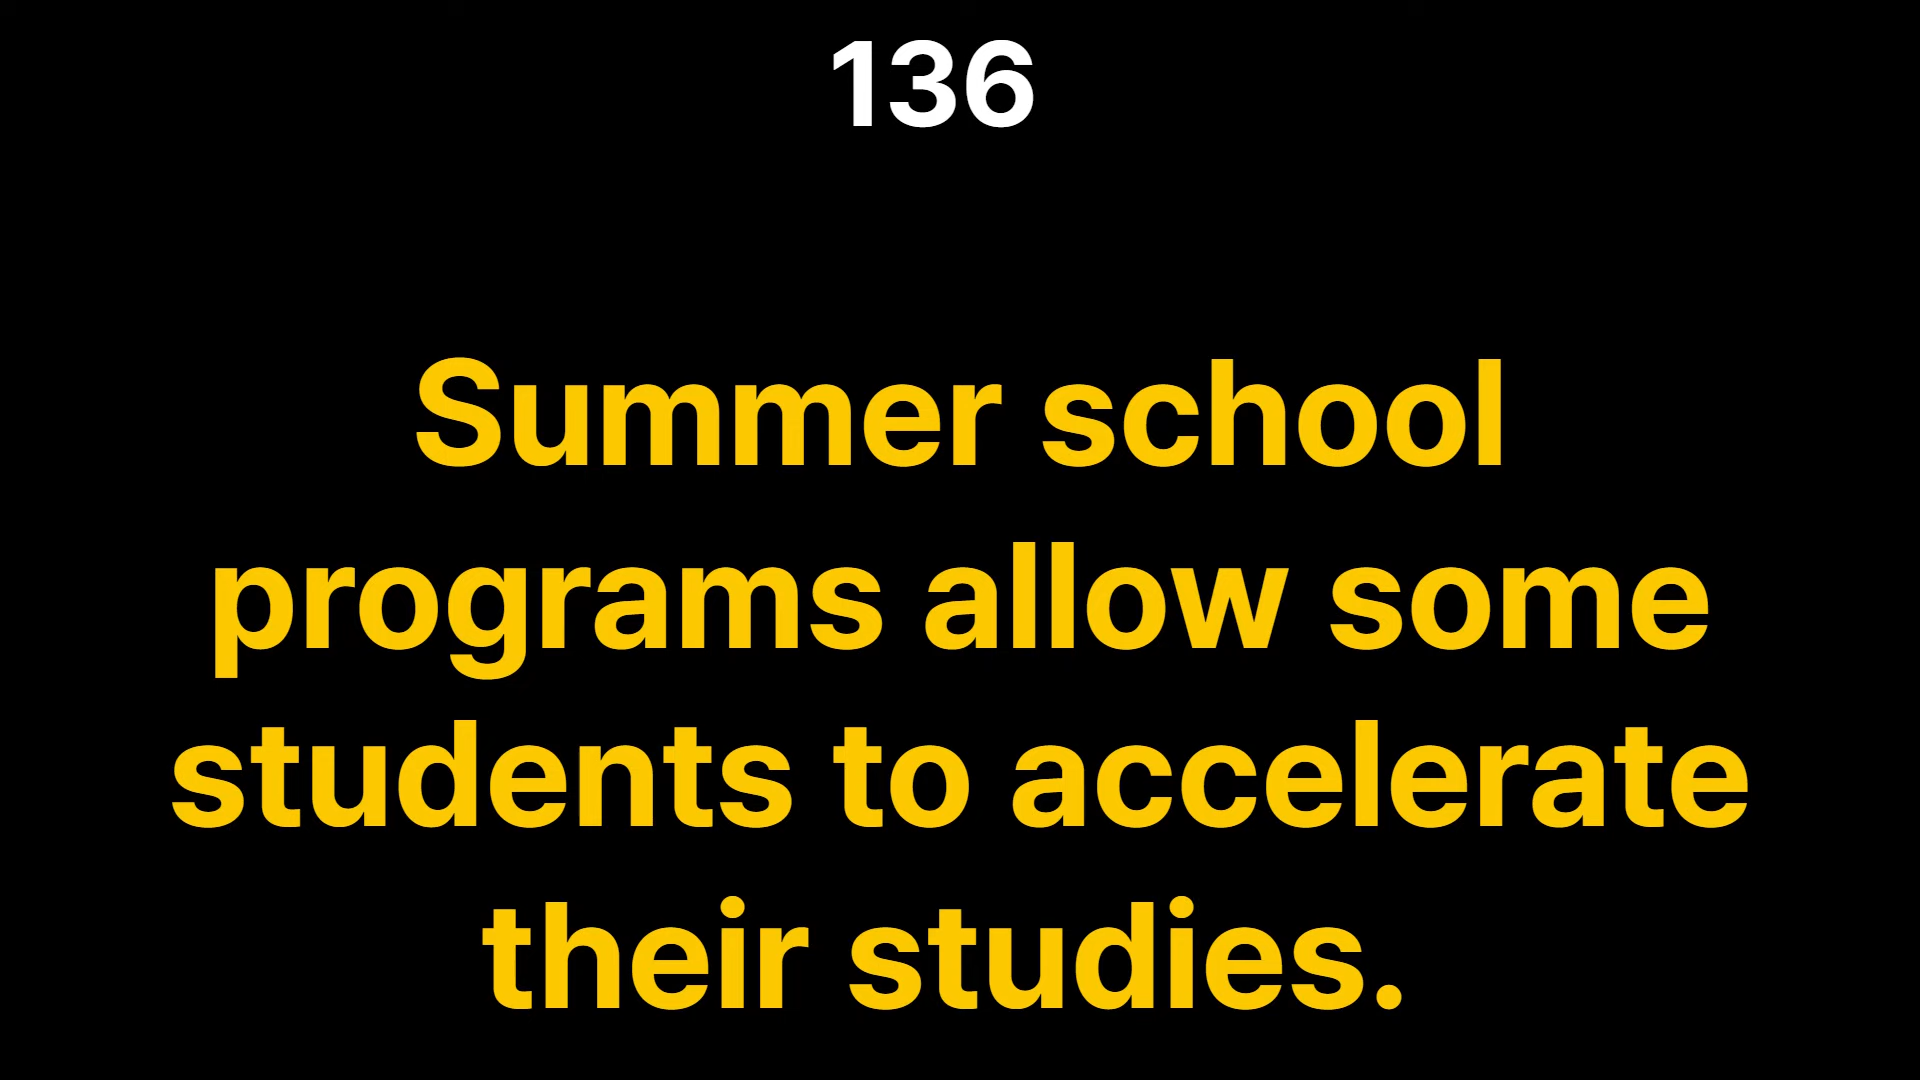 136
Summer school
programs allow some
students to accelerate
their studies.